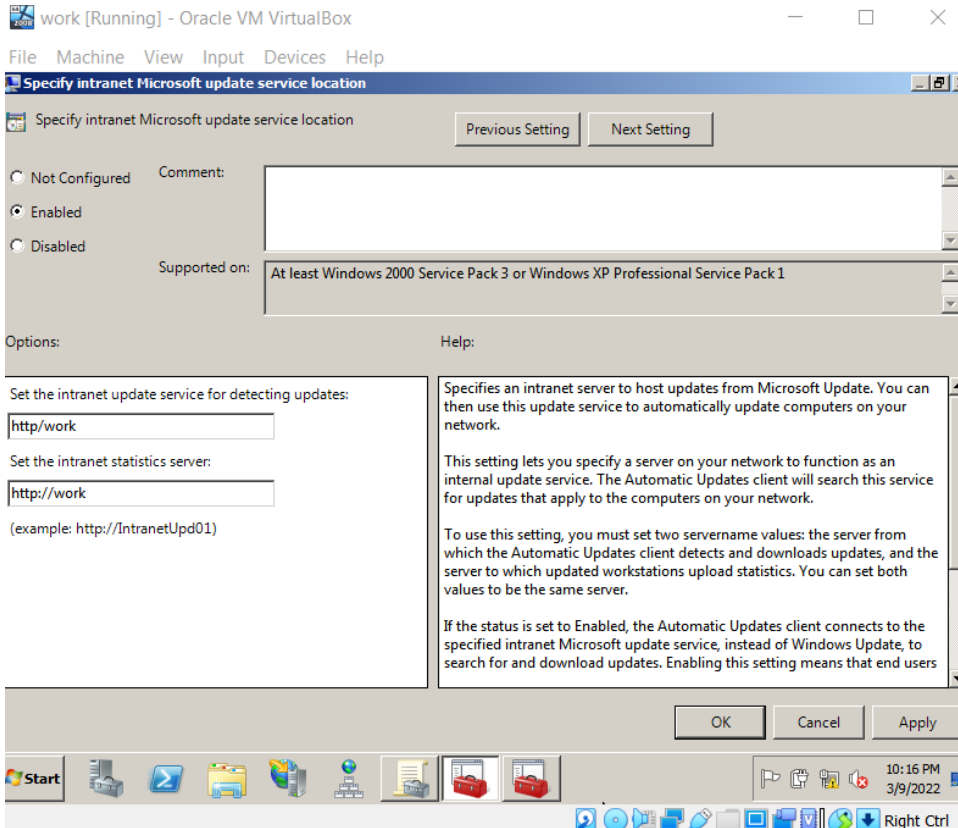 work [Running] - Oracle VM VirtualBox
File Machine View Input Devices Help
Specify intranet Microsoft update service location
Specify intranet Microsoft update service location
Previous Setting Next Setting
Not Configured
Comment:
Enabled
Disabled
Supported on:
At least Windows 2000 Service Pack 3 or Windows XP Professional Service Pack 1
Options:
Help:
Set the intranet update service for detecting updates:
http/work
Set the intranet statistics server:
http://work
(example: http://IntranetUpd01)
Specifies an intranet server to host updates from Microsoft Update. You can
then use this update service to automatically update computers on your
network.
This setting lets you specify a server on your network to function as an
internal update service. The Automatic Updates client will search this service
for updates that apply to the computers on your network.
To use this setting, you must set two servername values: the server from
which the Automatic Updates client detects and downloads updates, and the
server to which updated workstations upload statistics. You can set both
values to be the same server.
If the status is set to Enabled, the Automatic Updates client connects to the
specified intranet Microsoft update service, instead of Windows Update, to
search for and download updates. Enabling this setting means that end users
OK Cancel Apply
Start
10:16 PM
3/9/2022
Right Ctrl